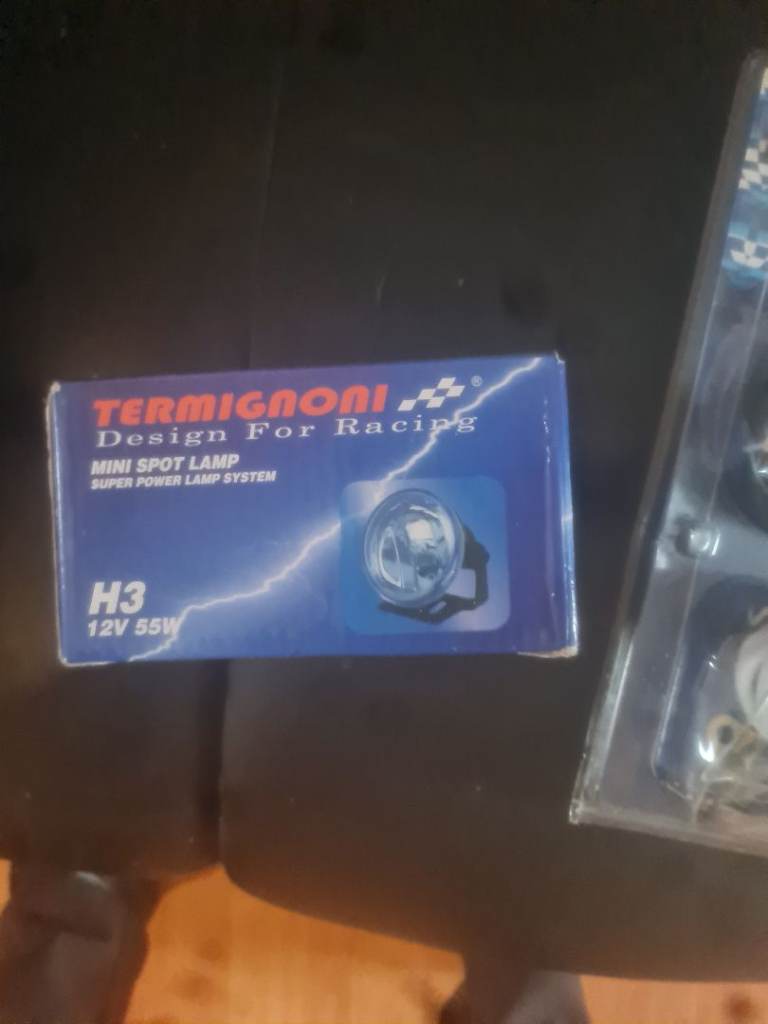 TERMIGNONI ®
Design For Racing
MINI SPOT LAMP
SUPER POWER LAMP SYSTEM
H3
12V 55W